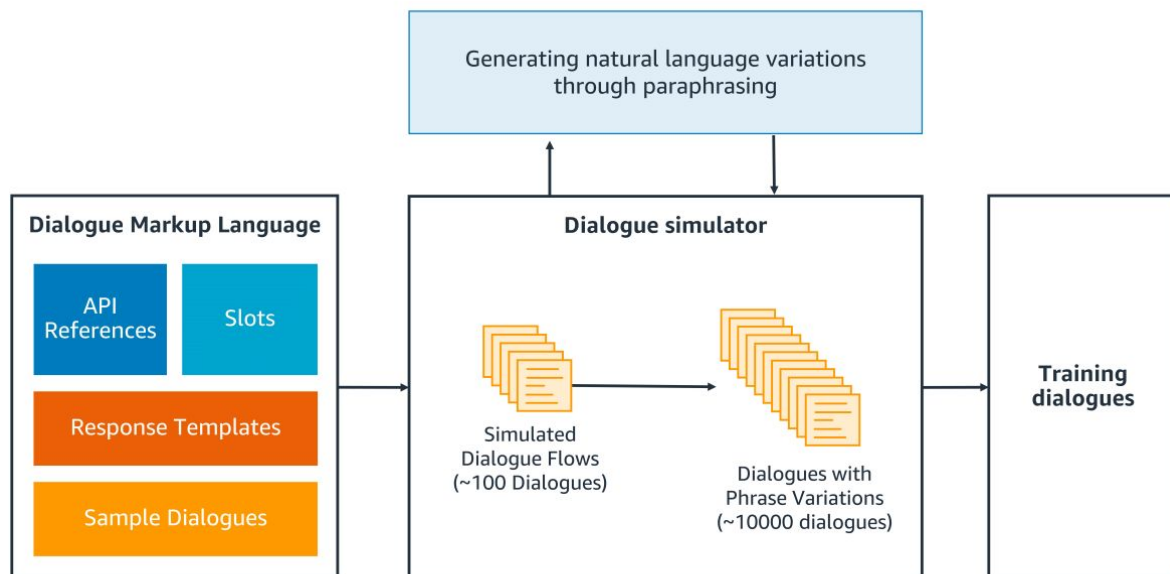 Generating natural language variations
through paraphrasing
Dialogue Markup Language
API
References
Slots
Response Templates
Sample Dialogues
Dialogue simulator
Simulated
Dialogue Flows
(~100 Dialogues)
Dialogues with
Phrase Variations
(~10000 dialogues)
Training
dialogues